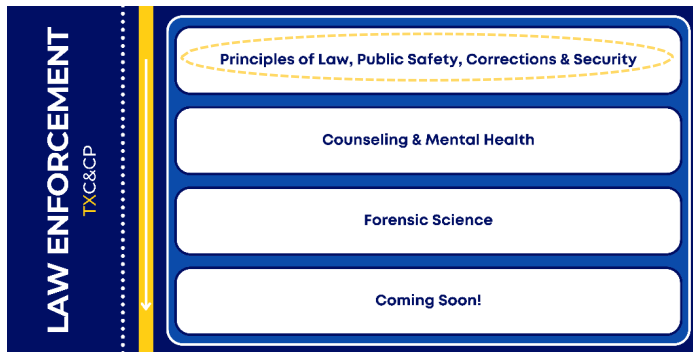 LAW ENFORCEMENT
TXC&CP
Principles of Law, Public Safety, Corrections & Security
Counseling & Mental Health
Forensic Science
Coming Soon!